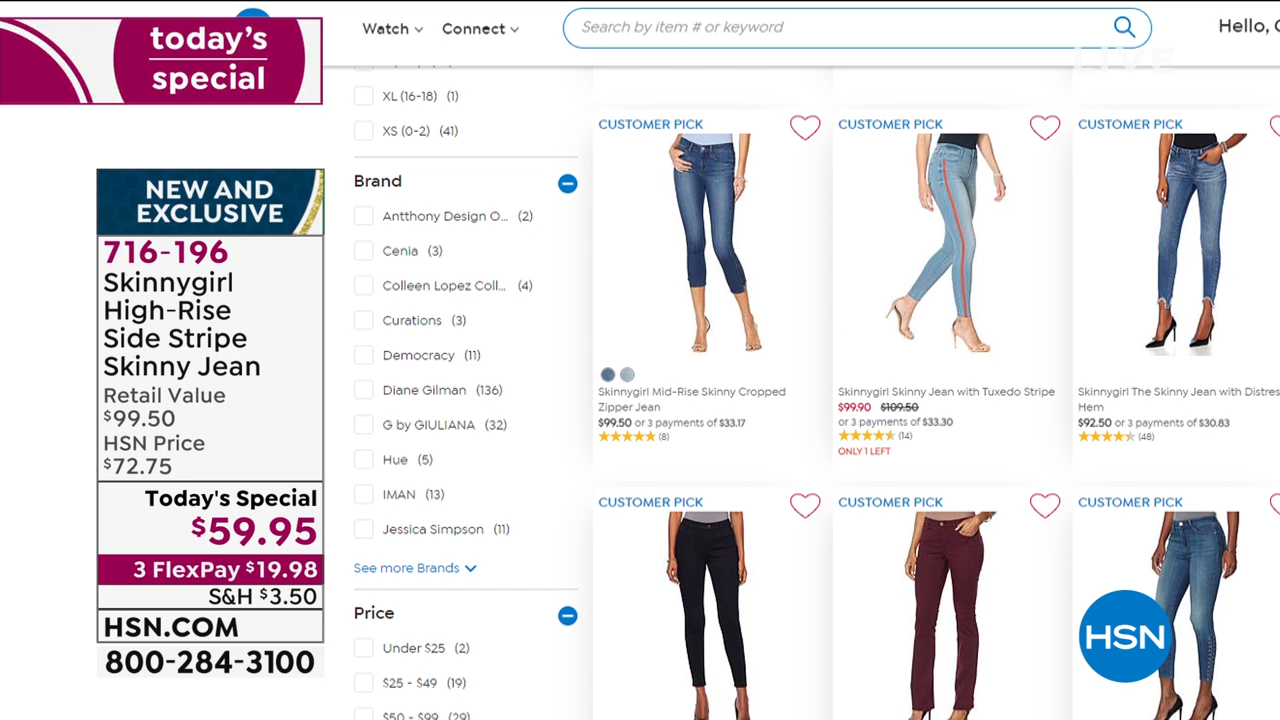 today's
special
Watch
Connect
Search by item # or keyword
Hello,
LIVE
NEW AND
EXCLUSIVE
716-196
Skinnygirl
High-Rise
Side Stripe
Skinny Jean
Retail Value
$99.50
HSN Price
$72.75
Today's Special
$59.95
3 FlexPay $19.98
S&H $3.50
HSN.COM
800-284-3100
XL (16-18) (1)
XS (0-2) (41)
Brand
Antthony Design O... (2)
Cenia (3)
Colleen Lopez Coll... (4)
Curations (3)
Democracy (11)
Diane Gilman (136)
G by GIULIANA (32)
Hue (5)
IMAN (13)
Jessica Simpson (11)
See more Brands
Price
Under $25 (2)
$25 - $49 (19)
$50 - $99 (29)
CUSTOMER PICK
Skinnygirl Mid-Rise Skinny Cropped
Zipper Jean
$99.50 or 3 payments of $33.17
(8)
CUSTOMER PICK
Skinnygirl Skinny Jean with Tuxedo Stripe
$99.90 $109.50
or 3 payments of $33.30
(14)
ONLY 1 LEFT
CUSTOMER PICK
Skinnygirl The Skinny Jean with Distres
Hem
$92.50 or 3 payments of $30.83
(48)
CUSTOMER PICK
CUSTOMER PICK
CUSTOMER PICK
HSN